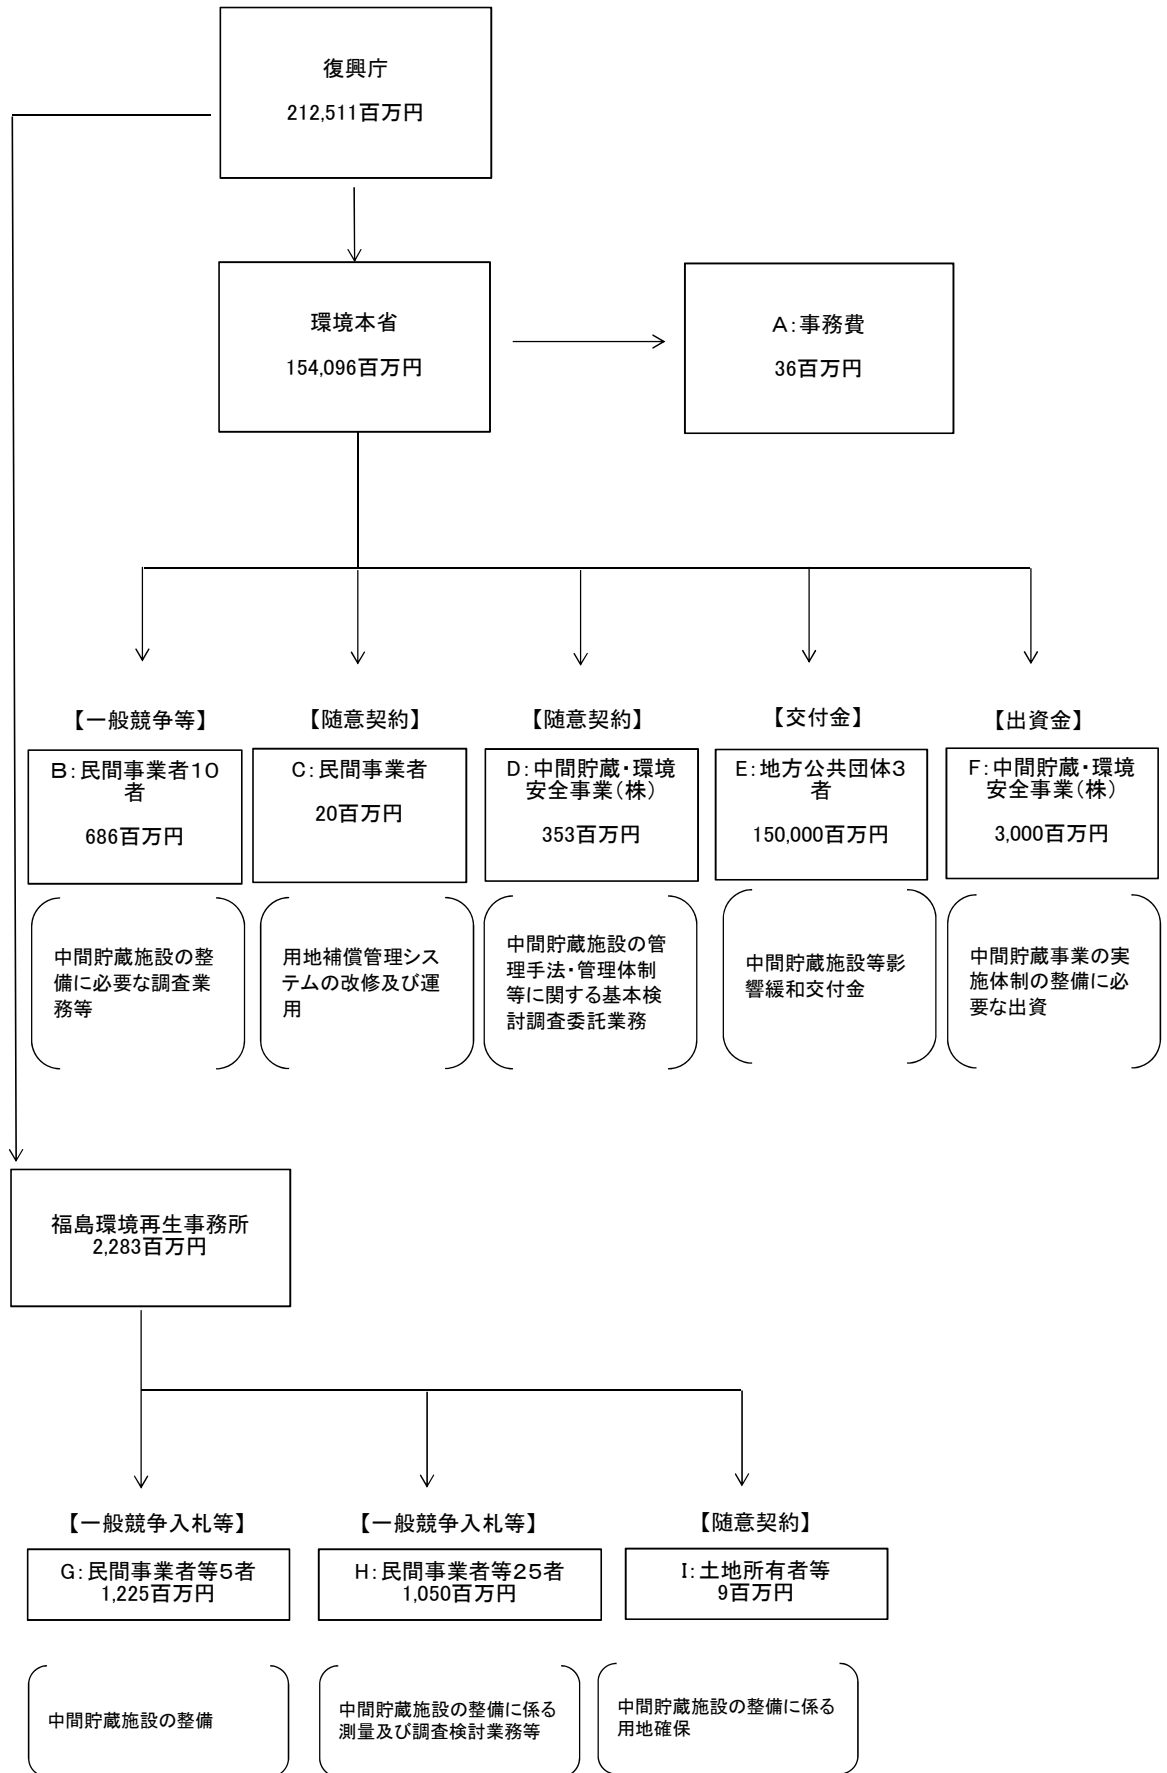 復興庁
212,511百万円
環境本省
154,096百万円
A:事務費
36百万円
【一般競争等】
【随意契約】
【随意契約】
【交付金】
【出資金】
B:民間事業者10
者
686百万円
C:民間事業者
20百万円
D:中間貯蔵・環境
安全事業(株)
353百万円
E:地方公共団体3
者
150,000百万円
F:中間貯蔵・環境
安全事業(株)
3,000百万円
中間貯蔵施設の整
備に必要な調査業
務等
用地補償管理シス
テムの改修及び運
用
中間貯蔵施設の管
理手法・管理体制
等に関する基本検
討調査委託業務
中間貯蔵施設等影
響緩和交付金
中間貯蔵事業の実
施体制の整備に必
要な出資
福島環境再生事務所
2,283百万円
【一般競争入札等】
【一般競争入札等】
【随意契約】
G:民間事業者等5者
1,225百万円
H:民間事業者等25者
1,050百万円
I:土地所有者等
9百万円
中間貯蔵施設の整備
中間貯蔵施設の整備に係る
測量及び調査検討業務等
中間貯蔵施設の整備に係る
用地確保